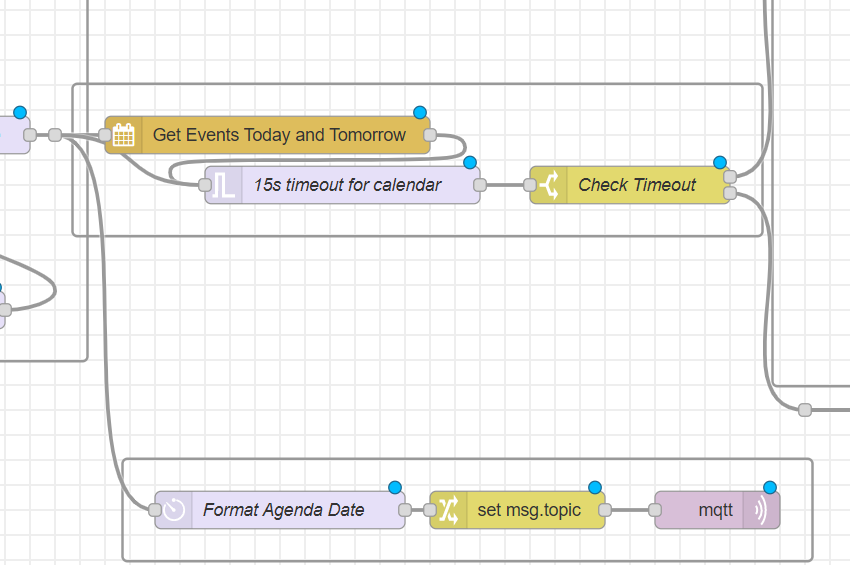 Get Events Today and Tomorrow
15s timeout for calendar
Check Timeout
Format Agenda Date
set msg.topic
mqtt